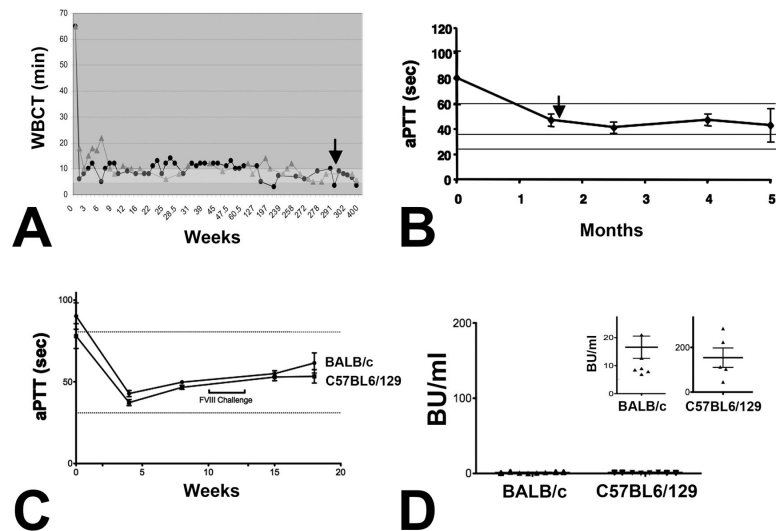 70
60
50
40
30
20
10
0
WBCT (min)
0 3 6 9 12 16 22 25 28.5 31 39 45 47.5 60.5 127 197 239 258 272 278 291 302 400
Weeks
A
120
100
80
60
40
20
0
aPTT (sec)
0 1 2 3 4 5
Months
B
100
50
0
aPTT (sec)
BALB/c
C57BL6/129
FVIII Challenge
0 5 10 15 20
Weeks
C
200
100
0
BU/ml
BALB/c C57BL6/129
20
10
0
BU/ml
BALB/c
200
0
C57BL6/129
D